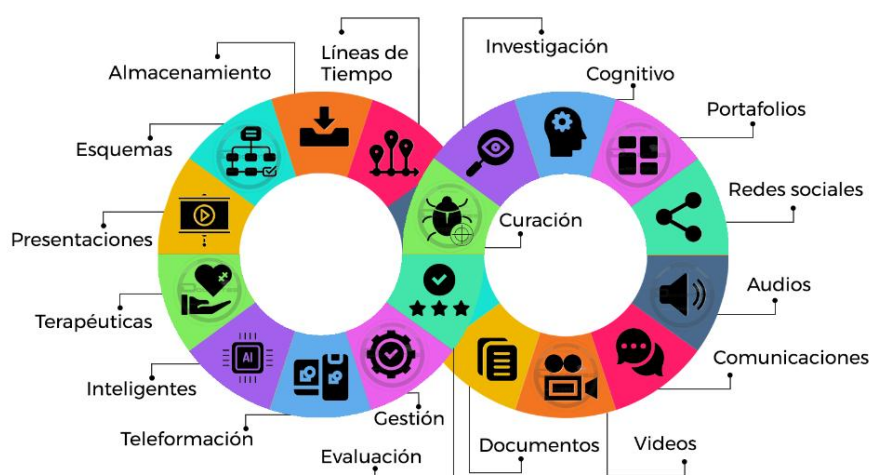 Líneas de
Tiempo
Investigación
Almacenamiento
Cognitivo
Portafolios
Esquemas
Redes sociales
Presentaciones
Curación
Audios
Terapéuticas
Comunicaciones
Inteligentes
AI
Gestión
Teleformación
Evaluación
Documentos
Videos